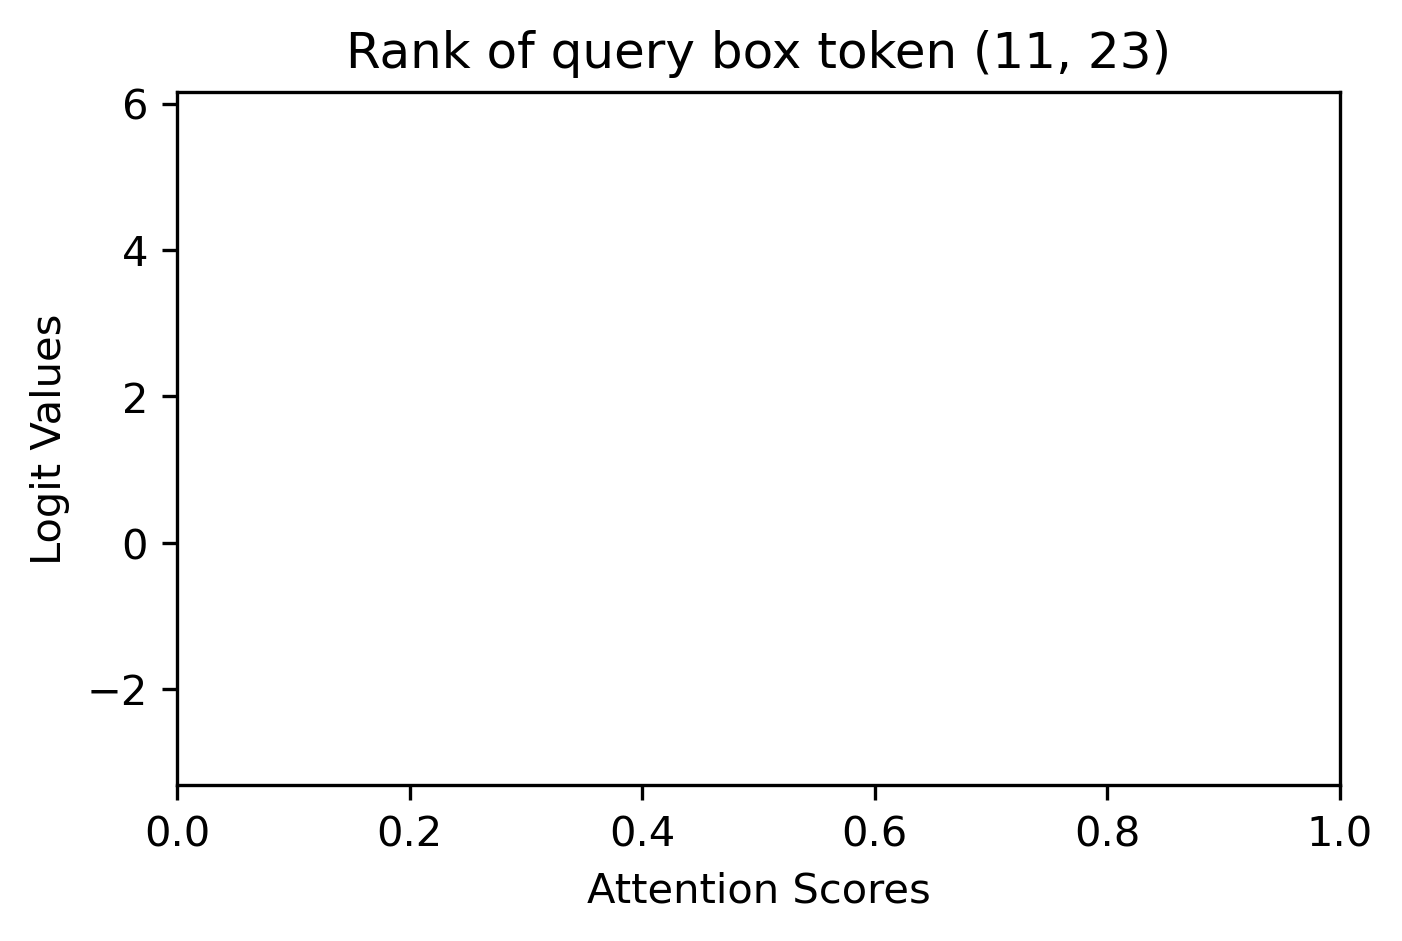 Rank of query box token (11, 23)
6
4
2
0
−2
Logit Values
0.0 0.2 0.4 0.6 0.8 1.0
Attention Scores